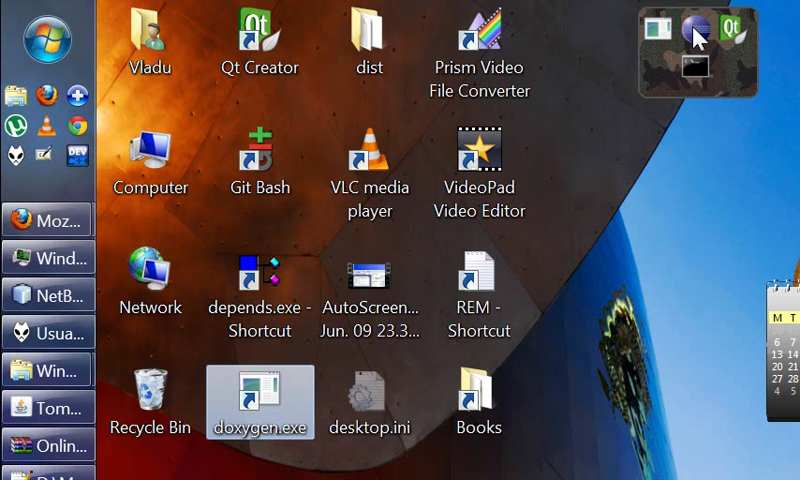 Vladu
Qt Creator
dist
Prism Video
File Converter
Computer
Git Bash
VLC media
player
VideoPad
Video Editor
Network
depends.exe -
Shortcut
AutoScreen...
Jun. 09 23.3...
REM -
Shortcut
Recycle Bin
doxygen.exe
desktop.ini
Books
Qt
Qt
DEV
Moz...
Wind...
NetB...
Usua...
Win...
Tom...
Onlin...
M T
6 7
13 14
20 21
27 28
4 5